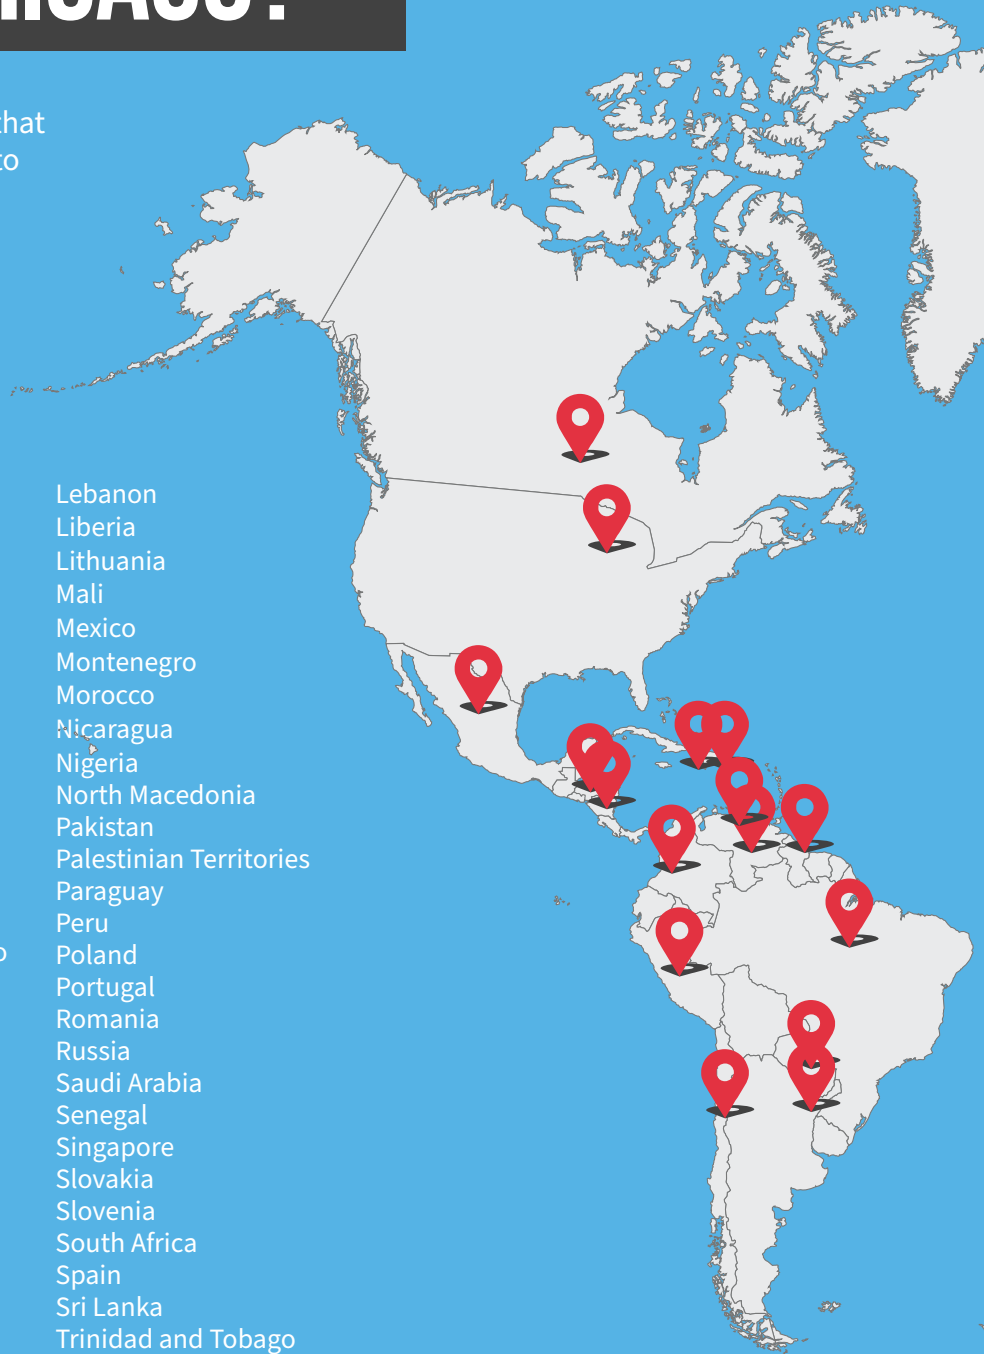 that
to
Lebanon
Liberia
Lithuania
Mali
Mexico
Montenegro
Morocco
Nicaragua
Nigeria
North Macedonia
Pakistan
Palestinian Territories
Paraguay
Peru
Poland
Portugal
Romania
Russia
Saudi Arabia
Senegal
Singapore
Slovakia
Slovenia
South Africa
Spain
Sri Lanka
Trinidad and Tobago